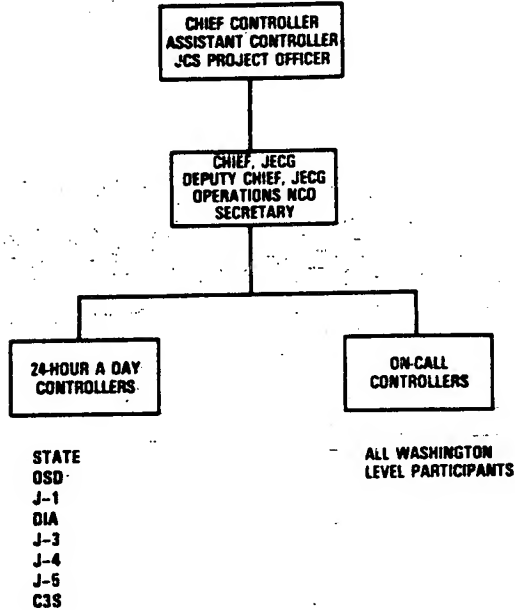 CHIEF CONTROLLER
ASSISTANT CONTROLLER
JCS PROJECT OFFICER
CHIEF, JECG
DEPUTY CHIEF, JECG
OPERATIONS NCO
SECRETARY
24-HOUR A DAY
CONTROLLERS
ON-CALL
CONTROLLERS
STATE
OSD
J-1
DIA
J-3
J-4
J-5
C3S
ALL WASHINGTON
LEVEL PARTICIPANTS